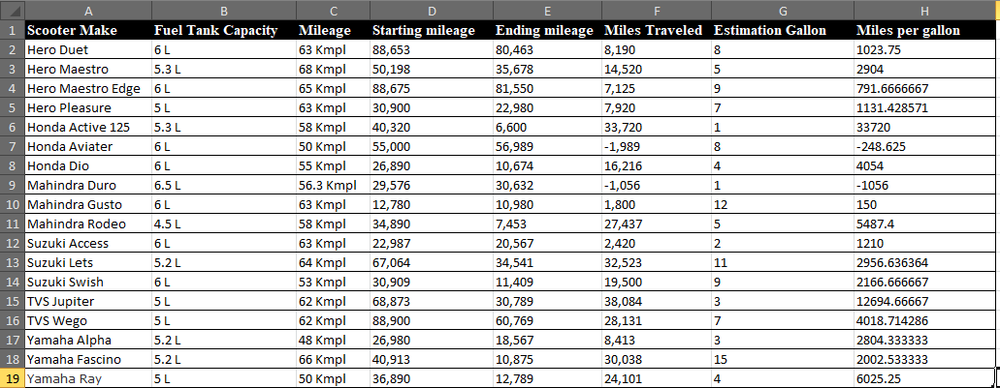 A B C D E F G H
1 Scooter Make Fuel Tank Capacity Mileage Starting mileage Ending mileage Miles Traveled Estimation Gallon Miles per gallon
2 Hero Duet 6 L 63 Kmpl 88,653 80,463 8,190 8 1023.75
3 Hero Maestro 5.3 L 68 Kmpl 50,198 35,678 14,520 5 2904
4 Hero Maestro Edge 6 L 65 Kmpl 88,675 81,550 7,125 9 791.6666667
5 Hero Pleasure 5 L 63 Kmpl 30,900 22,980 7,920 7 1131.428571
6 Honda Active 125 5.3 L 58 Kmpl 40,320 6,600 33,720 1 33720
7 Honda Aviater 6 L 50 Kmpl 55,000 56,989 -1,989 8 -248.625
8 Honda Dio 6 L 55 Kmpl 26,890 10,674 16,216 4 4054
9 Mahindra Duro 6.5 L 56.3 Kmpl 29,576 30,632 -1,056 1 -1056
10 Mahindra Gusto 6 L 63 Kmpl 12,780 10,980 1,800 12 150
11 Mahindra Rodeo 4.5 L 58 Kmpl 34,890 7,453 27,437 5 5487.4
12 Suzuki Access 6 L 63 Kmpl 22,987 20,567 2,420 2 1210
13 Suzuki Lets 5.2 L 64 Kmpl 67,064 34,541 32,523 11 2956.636364
14 Suzuki Swish 6 L 53 Kmpl 30,909 11,409 19,500 9 2166.666667
15 TVS Jupiter 5 L 62 Kmpl 68,873 30,789 38,084 3 12694.66667
16 TVS Wego 5 L 62 Kmpl 88,900 60,769 28,131 7 4018.714286
17 Yamaha Alpha 5.2 L 48 Kmpl 26,980 18,567 8,413 3 2804.333333
18 Yamaha Fascino 5.2 L 66 Kmpl 40,913 10,875 30,038 15 2002.533333
19 Yamaha Ray 5 L 50 Kmpl 36,890 12,789 24,101 4 6025.25